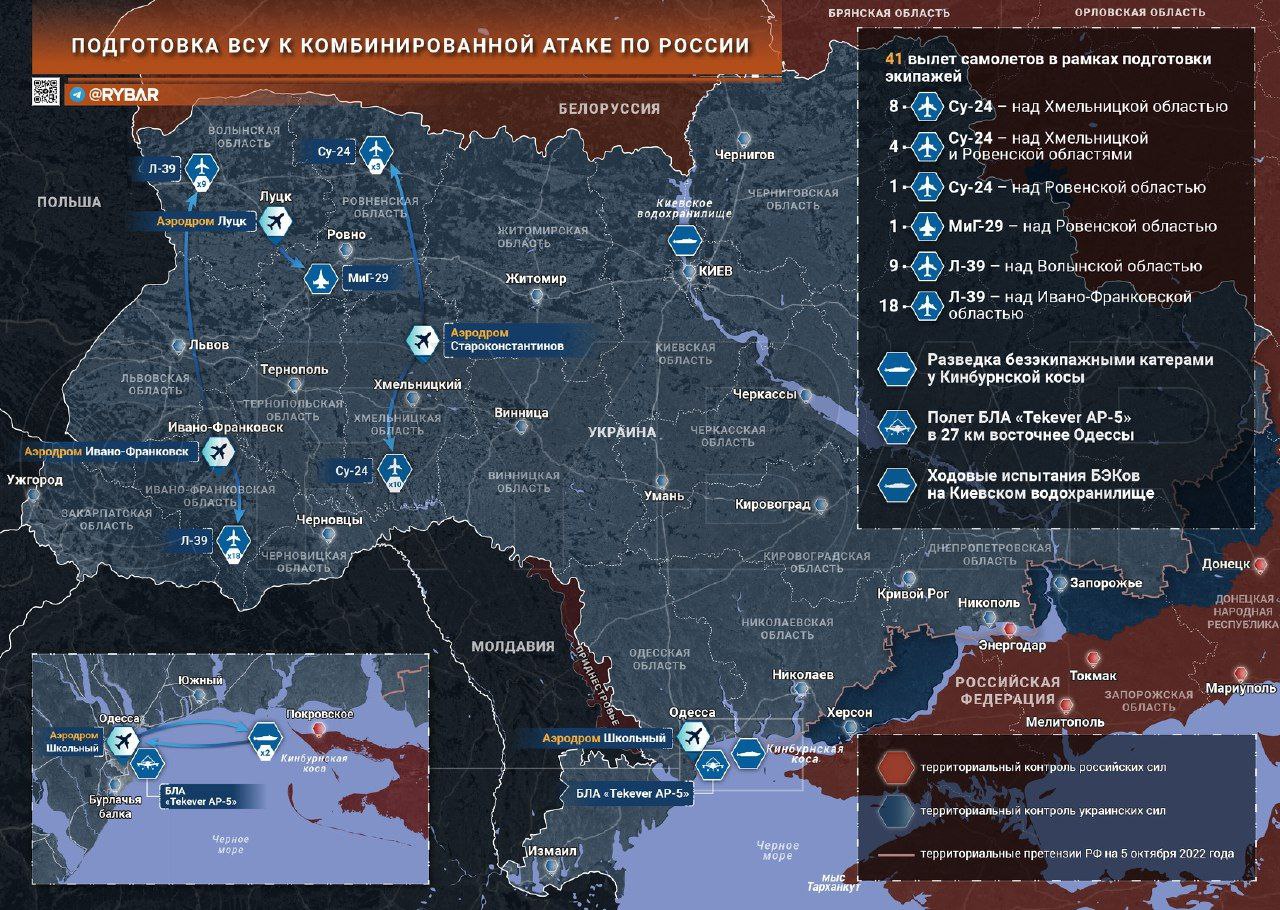 ПОДГОТОВКА ВСУ К КОМБИНИРОВАННОЙ АТАКЕ ПО РОССИИ
@RYBAR
БРЯНСКАЯ ОБЛАСТЬ
ОРЛОВСКАЯ ОБЛАСТЬ
41 вылет самолетов в рамках подготовки
экипажей
8 - Су-24 – над Хмельницкой областью
4 - Су-24 – над Хмельницкой
и Ровенской областями
1 - Су-24 – над Ровенской областью
1 - МиГ-29 – над Ровенской областью
9 - Л-39 – над Волынской областью
18 - Л-39 – над Ивано-Франковской
областью
Разведка безэкипажными катерами
у Кинбурнской косы
Полет БЛА «Tekever AP-5»
в 27 км восточнее Одессы
Ходовые испытания БЭКов
на Киевском водохранилище
БЕЛОРУССИЯ
ПОЛЬША
ВОЛЫНСКАЯ
ОБЛАСТЬ
Л-39
x9
Су-24
x3
Луцк
Аэродром Луцк
РОВНЕНСКАЯ
ОБЛАСТЬ
Ровно
МиГ-29
ЖИТОМИРСКАЯ
ОБЛАСТЬ
Житомир
Чернигов
ЧЕРНИГОВСКАЯ
ОБЛАСТЬ
Киевское
водохранилище
КИЕВ
Аэродром
Староконстантинов
КИЕВСКАЯ
ОБЛАСТЬ
Львов
ЛЬВОВСКАЯ
ОБЛАСТЬ
Тернополь
ТЕРНОПОЛЬСКАЯ
ОБЛАСТЬ
Хмельницкий
ХМЕЛЬНИЦКАЯ
ОБЛАСТЬ
Винница
Черкассы
ЧЕРКАССКАЯ
ОБЛАСТЬ
УКРАИНА
Ивано-Франковск
Аэродром Ивано-Франковск
Су-24
x10
ВИННИЦКАЯ
ОБЛАСТЬ
Умань
Кировоград
Ужгород
ИВАНО-ФРАНКОВСКАЯ
ОБЛАСТЬ
ЗАКАРПАТСКАЯ
ОБЛАСТЬ
Л-39
x18
Черновцы
ЧЕРНОВИЦКАЯ
ОБЛАСТЬ
КИРОВОГРАДСКАЯ
ОБЛАСТЬ
ДНЕПРОПЕТРОВСКАЯ
ОБЛАСТЬ
Кривой Рог
Никополь
Запорожье
Донецк
ДОНЕЦКАЯ
НАРОДНАЯ
РЕСПУБЛИКА
Энергодар
МОЛДАВИЯ
ПРИДНЕСТРОВЬЕ
ОДЕССКАЯ
ОБЛАСТЬ
НИКОЛАЕВСКАЯ
ОБЛАСТЬ
Николаев
Херсон
РОССИЙСКАЯ
ФЕДЕРАЦИЯ
Токмак
ЗАПОРОЖСКАЯ
ОБЛАСТЬ
Мариуполь
Мелитополь
Одесса
Аэродром Школьный
Кинбурнская
коса
БЛА «Tekever AP-5»
Измаил
Черное
море
мыс
Тарханкут
Южный
Одесса
Аэродром
Школьный
x2
Покровское
Кинбурнская
коса
БЛА
«Tekever AP-5»
Бурлачья
балка
Черное
море
территориальный контроль российских сил
территориальный контроль украинских сил
территориальные претензии РФ на 5 октября 2022 года